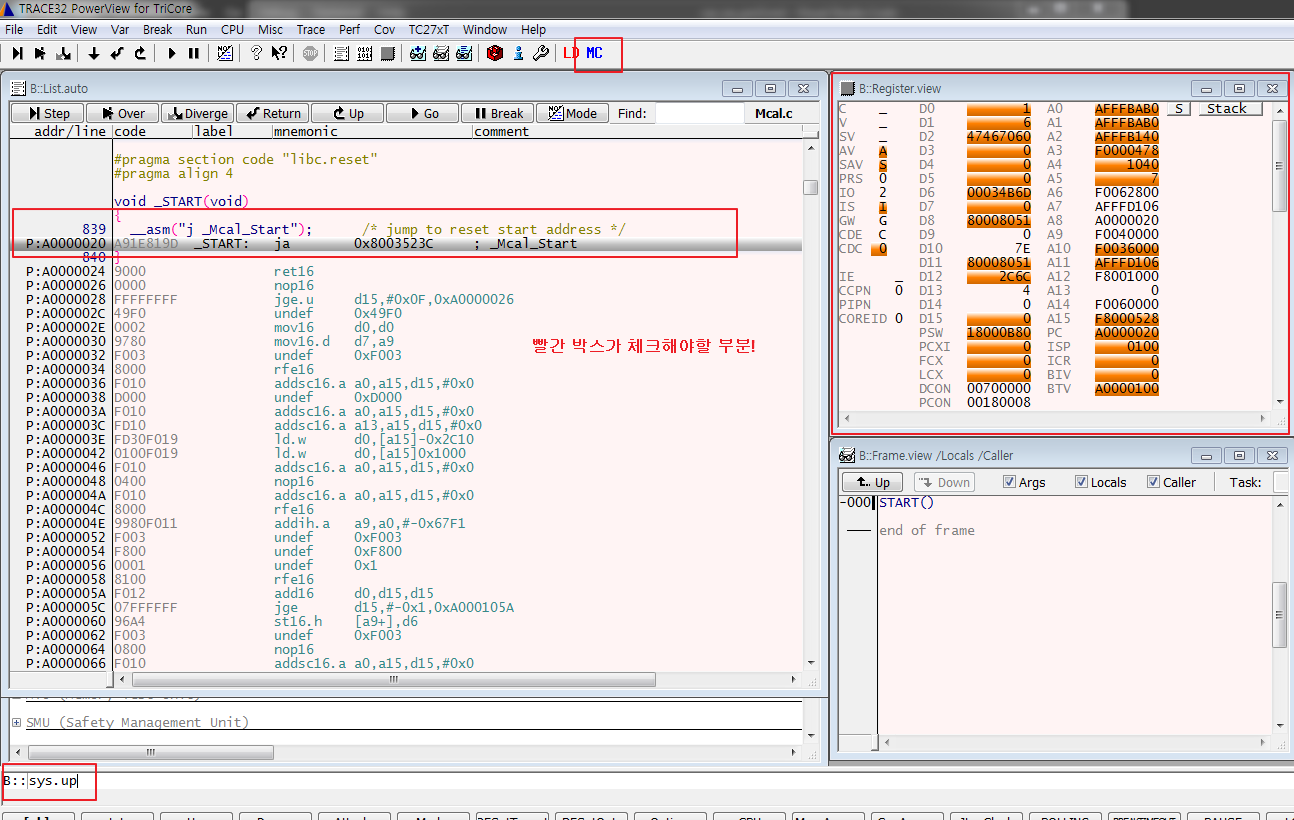 TRACE32 PowerView for TriCore
File Edit View Var Break Run CPU Misc Trace Perf Cov TC27xT Window Help
LD MC
B::List.auto
Step Over Diverge Return Up Go Break Mode Find: Mcal.c
addr/line code label mnemonic comment
#pragma section code "libc.reset"
#pragma align 4
void _START(void)
{
839 __asm("j _Mcal_Start"); /* jump to reset start address */
P:A0000020 A91E819D _START: ja 0x8003523C ; _Mcal_Start
840 }
P:A0000024 9000 ret16
P:A0000026 0000 nop16
P:A0000028 FFFFFFFF jge.u d15,#0x0F,0xA0000026
P:A000002C 49F0 undef 0x49F0
P:A000002E 0002 mov16 d0,d0
P:A0000030 9780 mov16.d d7,a9
P:A0000032 F003 undef 0xF003
P:A0000034 8000 rfe16
P:A0000036 F010 addsc16.a a0,a15,d15,#0x0
P:A0000038 D000 undef 0xD000
P:A000003A F010 addsc16.a a0,a15,d15,#0x0
P:A000003C FD10 addsc16.a a13,a15,d15,#0x0
P:A000003E FD30F019 ld.w d0,[a15]-0x2C10
P:A0000042 0100F019 ld.w d0,[a15]0x1000
P:A0000046 F010 addsc16.a a0,a15,d15,#0x0
P:A0000048 0400 nop16
P:A000004A F010 addsc16.a a0,a15,d15,#0x0
P:A000004C 8000 rfe16
P:A000004E 9980F011 addih.a a9,a0,#-0x67F1
P:A0000052 F003 undef 0xF003
P:A0000054 F800 undef 0xF800
P:A0000056 0001 undef 0x1
P:A0000058 8100 rfe16
P:A000005A F012 add16 d0,d15,d15
P:A000005C 07FFFFFF jge d15,#-0x1,0xA000105A
P:A0000060 96A4 st16.h [a9+],d6
P:A0000062 F003 undef 0xF003
P:A0000064 0800 nop16
P:A0000066 F010 addsc16.a a0,a15,d15,#0x0
빨간 박스가 체크해야할 부분!
B::Register.view
C _ D0 1 A0 AFFFBAB0 S Stack
V _ D1 6 A1 AFFFBAB0
SV _ D2 47467060 A2 AFFFB140
AV A D3 0 A3 F0000478
SAV S D4 0 A4 1040
PRS 0 D5 0 A5 7
IO 2 D6 00034B6D A6 F0062800
IS I D7 0 A7 AFFFD106
GW G D8 80008051 A8 A0000020
CDE C D9 0 A9 F0040000
CDC 0 D10 7E A10 F0036000
D11 80008051 A11 AFFFD106
IE _ D12 2C6C A12 F8001000
CCPN 0 D13 4 A13 0
PIPN D14 0 A14 F0060000
COREID 0 D15 0 A15 F8000528
PSW 18000B80 PC A0000020
PCXI 0 ISP 0100
FCX 0 ICR 0
LCX 0 BIV 0
DCON 00700000 BTV A0000100
PCON 00180008
B::Frame.view /Locals /Caller
Up Down Args Locals Caller Task:
-000 START()
end of frame
SMU (Safety Management Unit)
B::sys.up